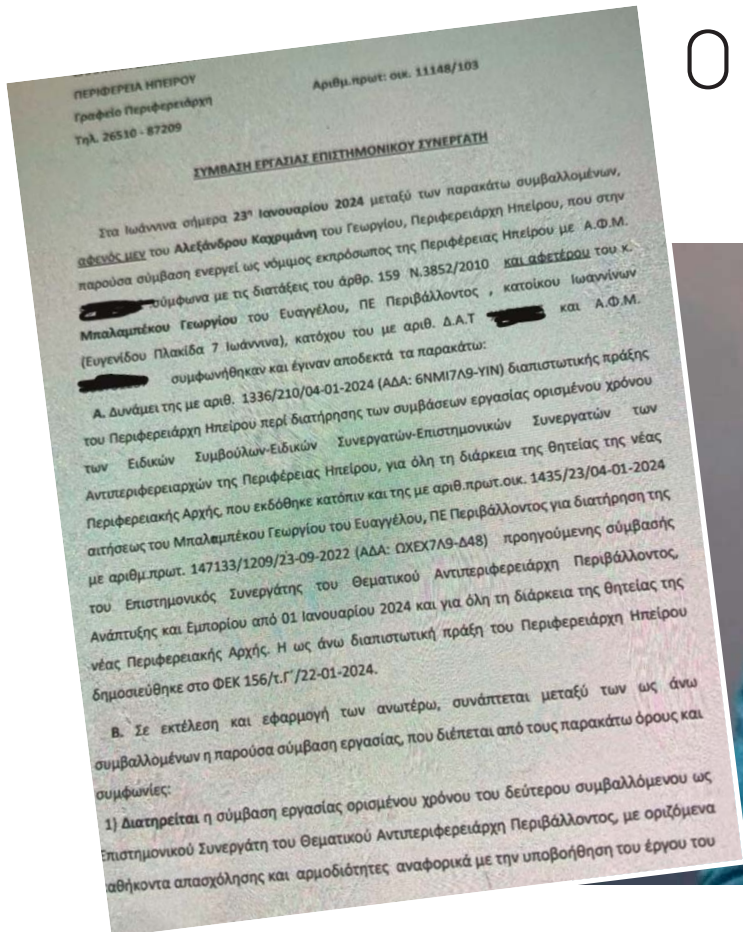 Ο
ΠΕΡΙΦΕΡΕΙΑ ΗΠΕΙΡΟΥ
Αριθμ.πρωτ: οικ. 11148/103
Γραφείο Περιφερειάρχη
Τηλ. 26510 - 87209
ΣΥΜΒΑΣΗ ΕΡΓΑΣΙΑΣ ΕΠΙΣΤΗΜΟΝΙΚΟΥ ΣΥΝΕΡΓΑΤΗ
Στα Ιωάννινα σήμερα 23η Ιανουαρίου 2024 μεταξύ των παρακάτω συμβαλλομένων,
αφενός μεν του Αλεξάνδρου Καχριμάνη του Γεωργίου, Περιφερειάρχη Ηπείρου, που στην
παρούσα σύμβαση ενεργεί ως νόμιμος εκπρόσωπος της Περιφέρειας Ηπείρου με Α.Φ.Μ.
σύμφωνα με τις διατάξεις του άρθρ. 159 Ν.3852/2010 και αφετέρου του κ.
Μπαλαμπέκου Γεωργίου του Ευαγγέλου, ΠΕ Περιβάλλοντος , κατοίκου Ιωαννίνων
(Ευγενίδου Πλακίδα 7 Ιωάννινα), κατόχου του με αριθ. Δ.Α.Τ και Α.Φ.Μ.
συμφωνήθηκαν και έγιναν αποδεκτά τα παρακάτω:
Α. Δυνάμει της με αριθ. 1336/210/04-01-2024 (ΑΔΑ: 6ΝΜΙ7Λ9-ΥΙΝ) διαπιστωτικής πράξης
του Περιφερειάρχη Ηπείρου περί διατήρησης των συμβάσεων εργασίας ορισμένου χρόνου
των Ειδικών Συμβούλων-Ειδικών Συνεργατών-Επιστημονικών Συνεργατών των
Αντιπεριφερειαρχών της Περιφέρειας Ηπείρου, για όλη τη διάρκεια της θητείας της νέας
Περιφερειακής Αρχής, που εκδόθηκε κατόπιν και της με αριθ.πρωτ.οικ. 1435/23/04-01-2024
αιτήσεως του Μπαλαμπέκου Γεωργίου του Ευαγγέλου, ΠΕ Περιβάλλοντος για διατήρηση της
με αριθμ.πρωτ. 147133/1209/23-09-2022 (ΑΔΑ: ΩΧΕΧ7Λ9-Δ48) προηγούμενης σύμβασής
του Επιστημονικός Συνεργάτης του Θεματικού Αντιπεριφερειάρχη Περιβάλλοντος,
Ανάπτυξης και Εμπορίου από 01 Ιανουαρίου 2024 και για όλη τη διάρκεια της θητείας της
νέας Περιφερειακής Αρχής. Η ως άνω διαπιστωτική πράξη του Περιφερειάρχη Ηπείρου
δημοσιεύθηκε στο ΦΕΚ 156/τ.Γ΄/22-01-2024.
Β. Σε εκτέλεση και εφαρμογή των ανωτέρω, συνάπτεται μεταξύ των ως άνω
συμβαλλομένων η παρούσα σύμβαση εργασίας, που διέπεται από τους παρακάτω όρους και
συμφωνίες:
1) Διατηρείται η σύμβαση εργασίας ορισμένου χρόνου του δεύτερου συμβαλλόμενου ως
Επιστημονικού Συνεργάτη του Θεματικού Αντιπεριφερειάρχη Περιβάλλοντος, με οριζόμενα
καθήκοντα απασχόλησης και αρμοδιότητες αναφορικά με την υποβοήθηση του έργου του